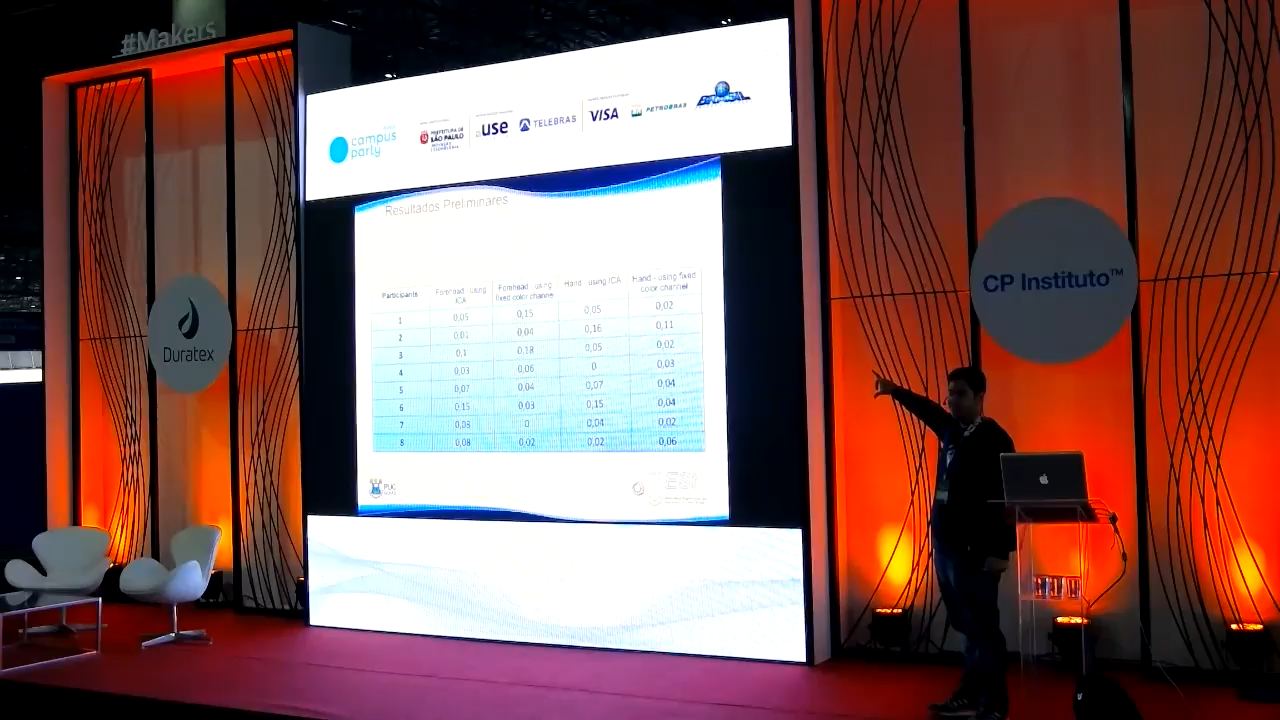 #Makers
campus
party
PREFEITURA DE
SÃO PAULO
use
TELEBRAS
VISA
PETROBRAS
Resultados Preliminares
Participants
Forehead - using ICA
Forehead - using fixed color channel
Hand - using ICA
Hand - using fixed color channel
1 0,05 0,15 0,05 0,02
2 0,01 0,04 0,16 0,11
3 0,1 0,18 0,05 0,02
4 0,03 0,06 0 0,03
5 0,07 0,04 0,07 0,04
6 0,15 0,03 0,15 0,04
7 0,03 0 0,04 0,02
8 0,08 0,02 0,02 0,06
PUC
Duratex
CP Instituto™